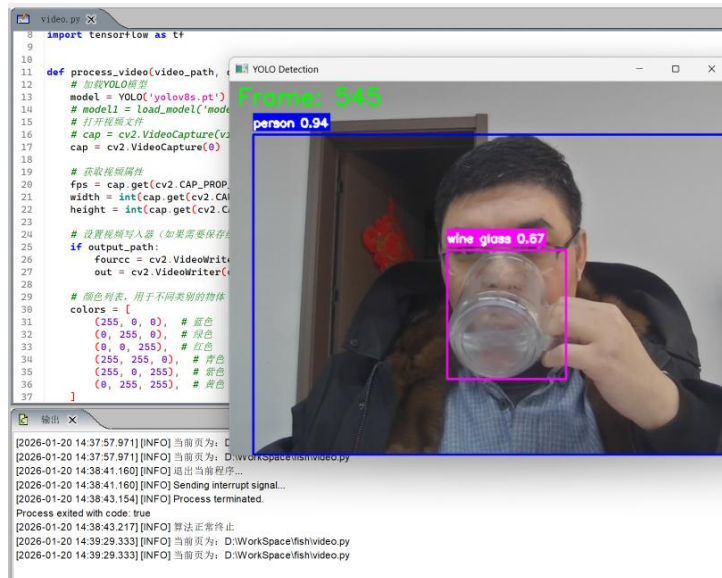 video.py
8 import tensorflow as tf
9
10
11 def process_video(video_path,
12 # 加载YOLO模型
13 model = YOLO('yolov8s.pt')
14 # model1 = load_model('mode
15 # 打开视频文件
16 # cap = cv2.VideoCapture(vi
17 cap = cv2.VideoCapture(0)
18
19 # 获取视频属性
20 fps = cap.get(cv2.CAP_PROP_
21 width = int(cap.get(cv2.CAP
22 height = int(cap.get(cv2.CA
23
24 # 设置视频写入器（如果需要保存
25 if output_path:
26 fourcc = cv2.VideoWrite
27 out = cv2.VideoWriter(
28
29 # 颜色列表，用于不同类别的物体
30 colors = [
31 (255, 0, 0), # 蓝色
32 (0, 255, 0), # 绿色
33 (0, 0, 255), # 红色
34 (255, 255, 0), # 青色
35 (255, 0, 255), # 紫色
36 (0, 255, 255), # 黄色
37 ]
YOLO Detection
Frame: 545
person 0.94
wine glass 0.67
输出
[2026-01-20 14:37:57.971] [INFO] 当前页为: D:
[2026-01-20 14:37:57.971] [INFO] 当前页为: D:\WorkSpace\fish\video.py
[2026-01-20 14:38:41.160] [INFO] 退出当前程序...
[2026-01-20 14:38:41.160] [INFO] Sending interrupt signal...
[2026-01-20 14:38:43.154] [INFO] Process terminated.
Process exited with code: true
[2026-01-20 14:38:43.217] [INFO] 算法正常终止
[2026-01-20 14:39:29.333] [INFO] 当前页为: D:\WorkSpace\fish\video.py
[2026-01-20 14:39:29.333] [INFO] 当前页为: D:\WorkSpace\fish\video.py